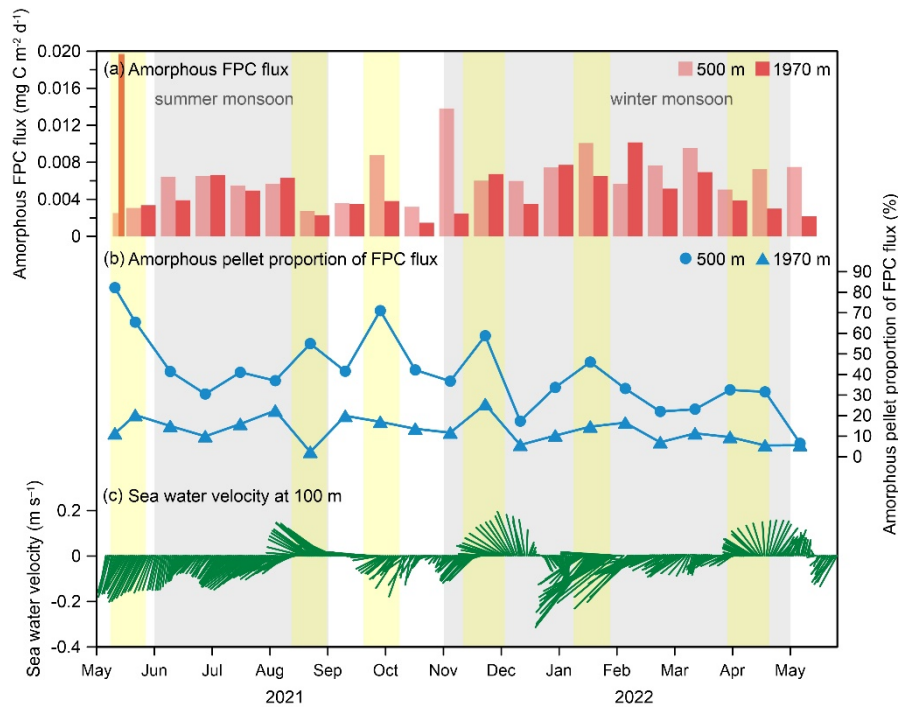 Amorphous FPC flux (mg C m⁻² d⁻¹)
0.020
0.016
0.012
0.008
0.004
0
(a) Amorphous FPC flux
500 m
1970 m
summer monsoon
winter monsoon
(b) Amorphous pellet proportion of FPC flux
500 m
1970 m
Amorphous pellet proportion of FPC flux (%)
90
80
70
60
50
40
30
20
10
0
(c) Sea water velocity at 100 m
Sea water velocity (m s⁻¹)
0.2
0
-0.2
-0.4
May Jun Jul Aug Sep Oct Nov Dec Jan Feb Mar Apr May
2021 2022